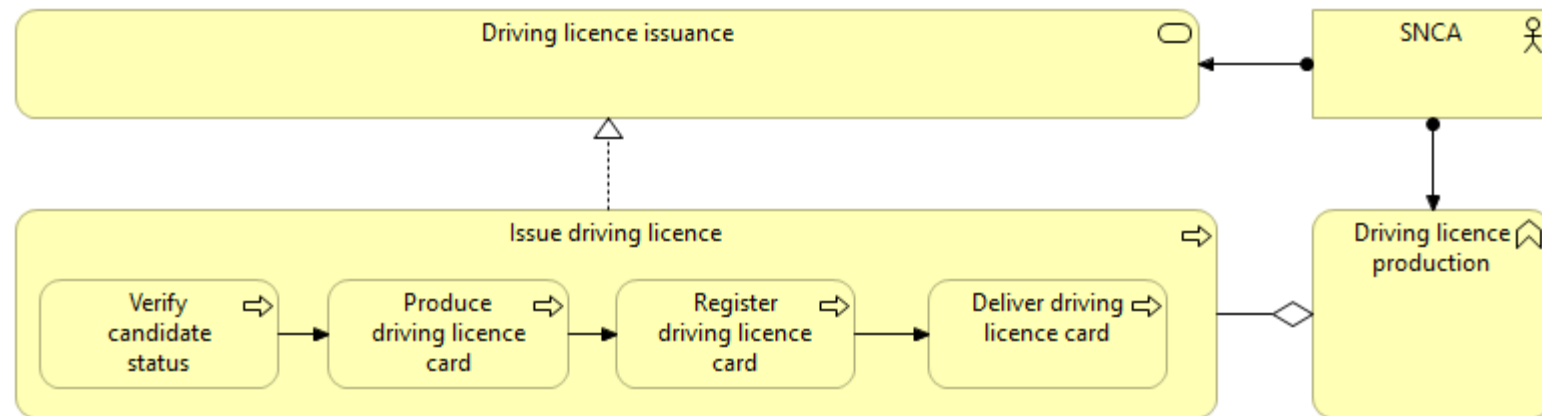 Driving licence issuance
SNCA
Issue driving licence
Driving licence
production
Verify
candidate
status
Produce
driving licence
card
Register
driving licence
card
Deliver driving
licence card